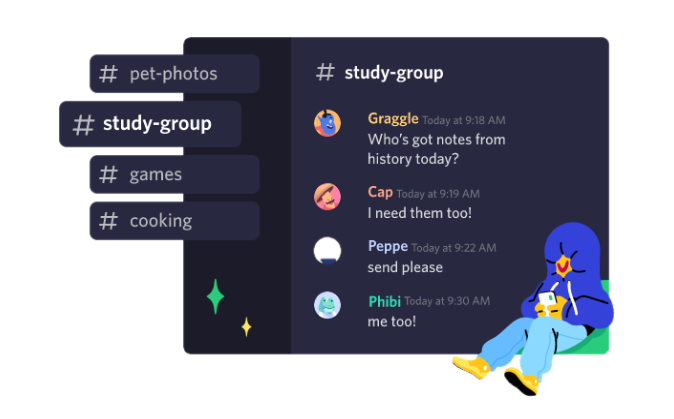 # pet-photos
# study-group
# games
# cooking
# study-group
Graggle Today at 9:18 AM
Who's got notes from
history today?
Cap Today at 9:19 AM
I need them too!
Peppe Today at 9:22 AM
send please
Phibi Today at 9:30 AM
me too!